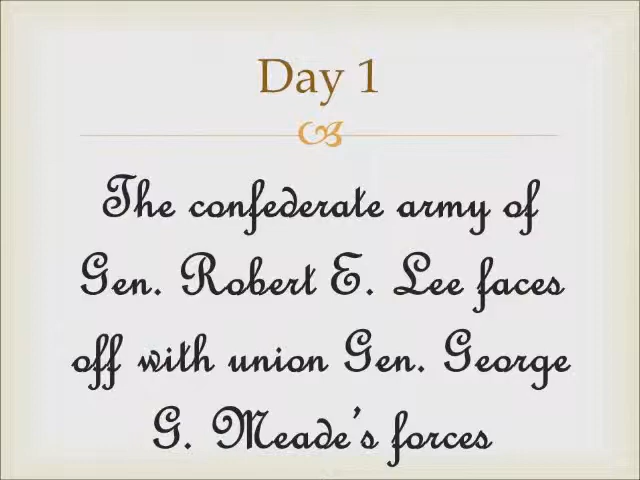 Day 1
The confederate army of
Gen. Robert E. Lee faces
off with union Gen. George
G. Meade's forces